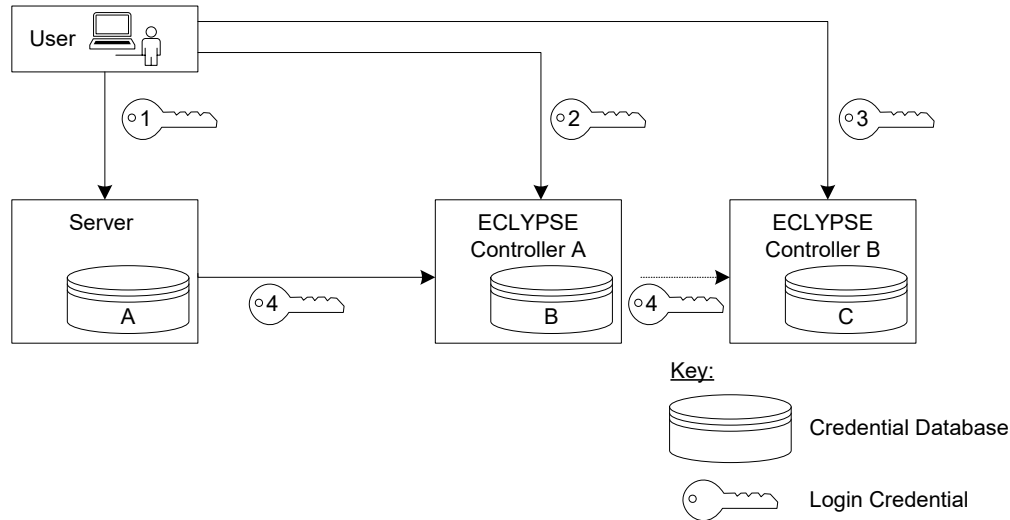 User
1
2
3
Server
ECLYPSE
Controller A
ECLYPSE
Controller B
A
4
B
4
C
Key:
Credential Database
Login Credential